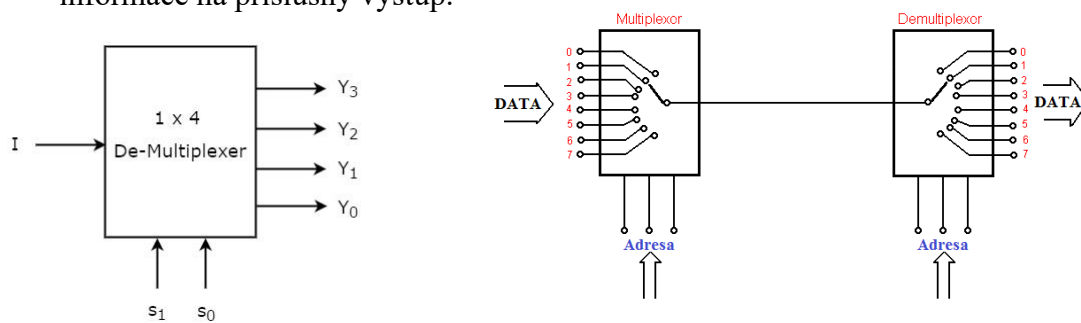 informace na příslušný výstup.
1 x 4
De-Multiplexer
I
Y3
Y2
Y1
Y0
s1 s0
Multiplexor
0
1
2
3
4
5
6
7
DATA
Adresa
Demultiplexor
0
1
2
3
4
5
6
7
DATA
Adresa